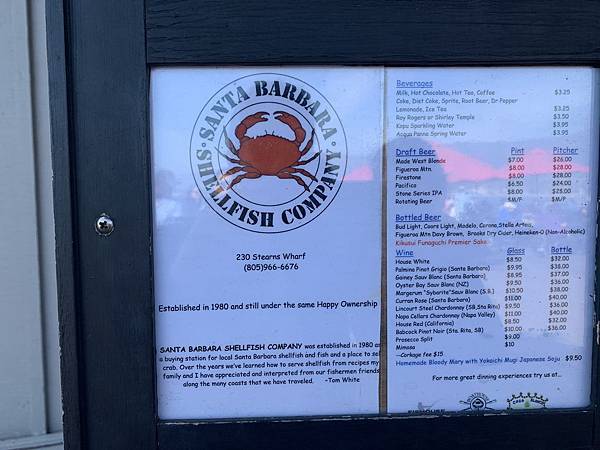 SANTA BARBARA
SHELLFISH COMPANY
230 Stearns Wharf
(805)966-6676
Established in 1980 and still under the same Happy Ownership
SANTA BARBARA SHELLFISH COMPANY was established in 1980 as
a buying station for local Santa Barbara shellfish and fish and a place to sell
crab. Over the years we've learned how to serve shellfish from recipes my
family and I have appreciated and interpreted from our fishermen friends
along the many coasts that we have traveled. -Tom White
Beverages
Milk, Hot Chocolate, Hot Tea, Coffee $3.25
Coke, Diet Coke, Sprite, Root Beer, Dr Pepper
Lemonade, Ice Tea $3.25
Roy Rogers or Shirley Temple $3.50
Kopu Sparkling Water $3.95
Acqua Panna Spring Water $3.95
Draft Beer Pint Pitcher
Made West Blonde $7.00 $26.00
Figueroa Mtn. $8.00 $28.00
Firestone $8.00 $28.00
Pacifico $6.50 $24.00
Stone Series IPA $8.00 $25.00
Rotating Beer $M/P $M/P
Bottled Beer
Bud Light, Coors Light, Modelo, Corona, Stella Artois,
Figueroa Mtn Davy Brown, Brooks Dry Cider, Heineken-0 (Non-Alcoholic)
Kikusui Funaguchi Premier Sake
Wine Glass Bottle
House White $8.50 $32.00
Palmina Pinot Grigio (Santa Barbara) $9.95 $38.00
Gainey Sauv Blanc (Santa Barbara) $8.95 $37.00
Oyster Bay Sauv Blanc (NZ) $9.50 $36.00
Margerum "Sybarite" Sauv Blanc (S.B.) $10.50 $38.00
Curran Rose (Santa Barbara) $11.00 $40.00
Lincourt Steel Chardonnay (SB,Sta Rita) $9.50 $36.00
Napa Cellars Chardonnay (Napa Valley) $11.00 $40.00
House Red (California) $8.50 $32.00
Babcock Pinot Noir (Sta. Rita, SB) $10.00 $36.00
Prosecco Split $9.00
Mimosa $10
—Corkage fee $15
Homemade Bloody Mary with Yokaichi Mugi Japanese Soju $9.50
For more great dining experiences try us at...